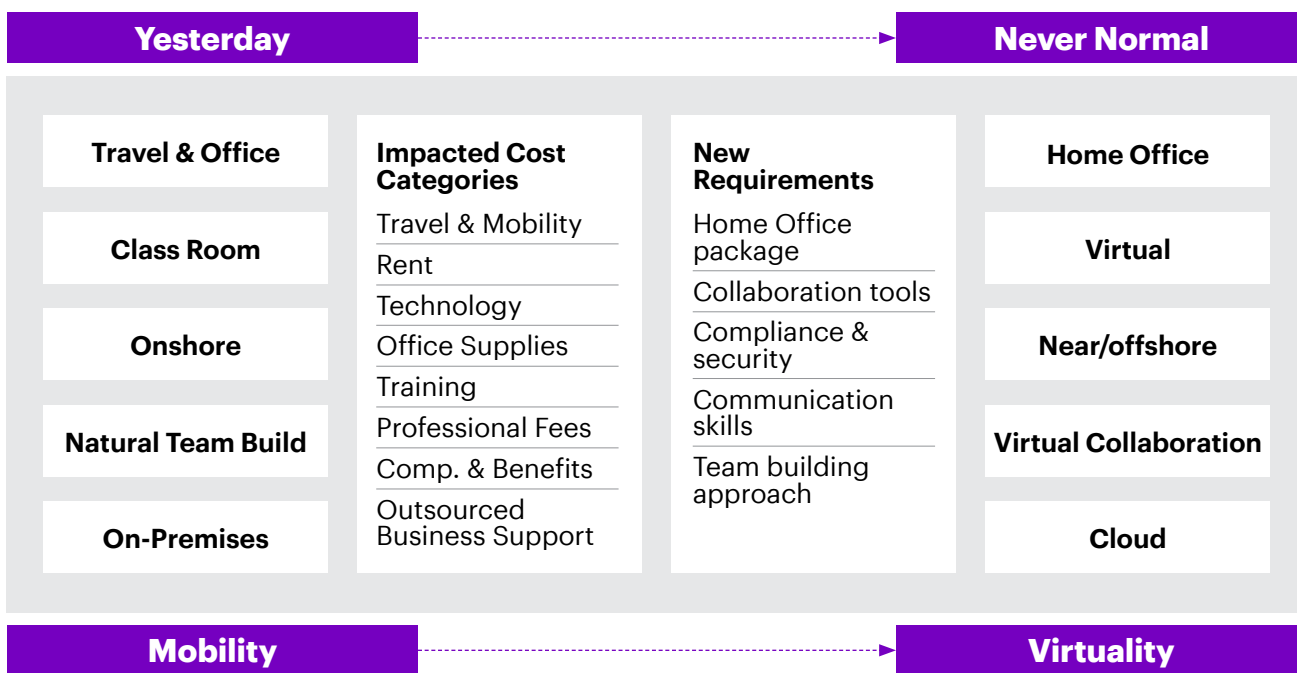 Yesterday
Never Normal
Travel & Office
Class Room
Onshore
Natural Team Build
On-Premises
Impacted Cost
Categories
Travel & Mobility
Rent
Technology
Office Supplies
Training
Professional Fees
Comp. & Benefits
Outsourced
Business Support
New
Requirements
Home Office
package
Collaboration tools
Compliance &
security
Communication
skills
Team building
approach
Home Office
Virtual
Near/offshore
Virtual Collaboration
Cloud
Mobility
Virtuality